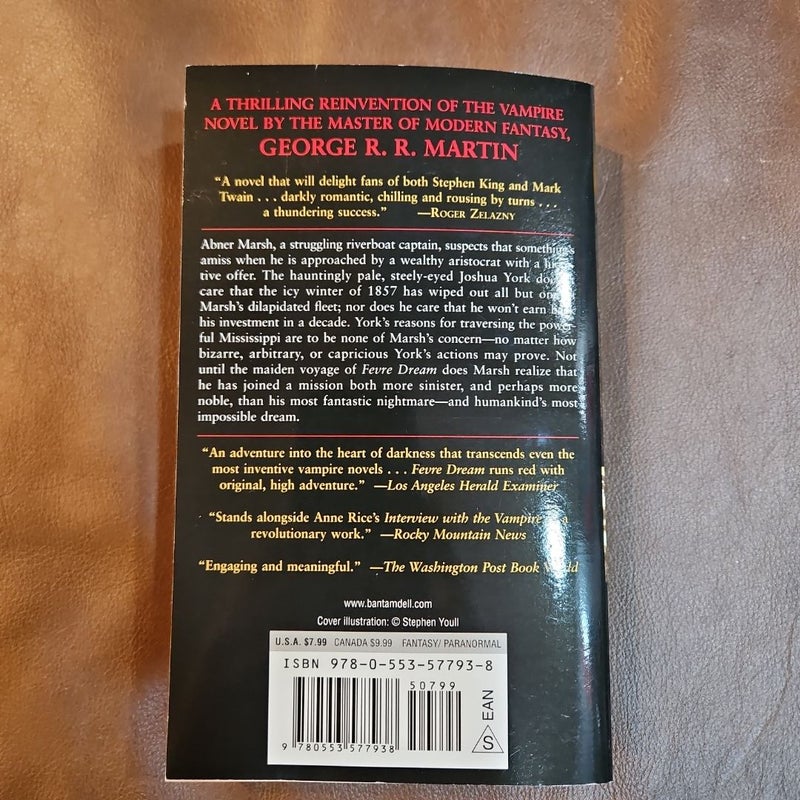 A THRILLING REINVENTION OF THE VAMPIRE
NOVEL BY THE MASTER OF MODERN FANTASY,
GEORGE R. R. MARTIN
“A novel that will delight fans of both Stephen King and Mark
Twain . . . darkly romantic, chilling and rousing by turns . . .
a thundering success.” —ROGER ZELAZNY
Abner Marsh, a struggling riverboat captain, suspects that something's
amiss when he is approached by a wealthy aristocrat with a
tive offer. The hauntingly pale, steely-eyed Joshua York
care that the icy winter of 1857 has wiped out all but
Marsh's dilapidated fleet; nor does he care that he won't earn
his investment in a decade. York's reasons for traversing the power-
ful Mississippi are to be none of Marsh's concern—no matter how
bizarre, arbitrary, or capricious York's actions may prove. Not
until the maiden voyage of Fevre Dream does Marsh realize that
he has joined a mission both more sinister, and perhaps more
noble, than his most fantastic nightmare—and humankind's most
impossible dream.
“An adventure into the heart of darkness that transcends even the
most inventive vampire novels . . . Fevre Dream runs red with
original, high adventure.” —Los Angeles Herald Examiner
“Stands alongside Anne Rice's Interview with the Vampire
revolutionary work.” —Rocky Mountain News
“Engaging and meaningful.” —The Washington Post Book
www.bantamdell.com
Cover illustration: © Stephen Youll
U.S.A. $7.99 CANADA $9.99 FANTASY/PARANORMAL
ISBN 978-0-553-57793-8
50799
9 780553 577938
EAN
S